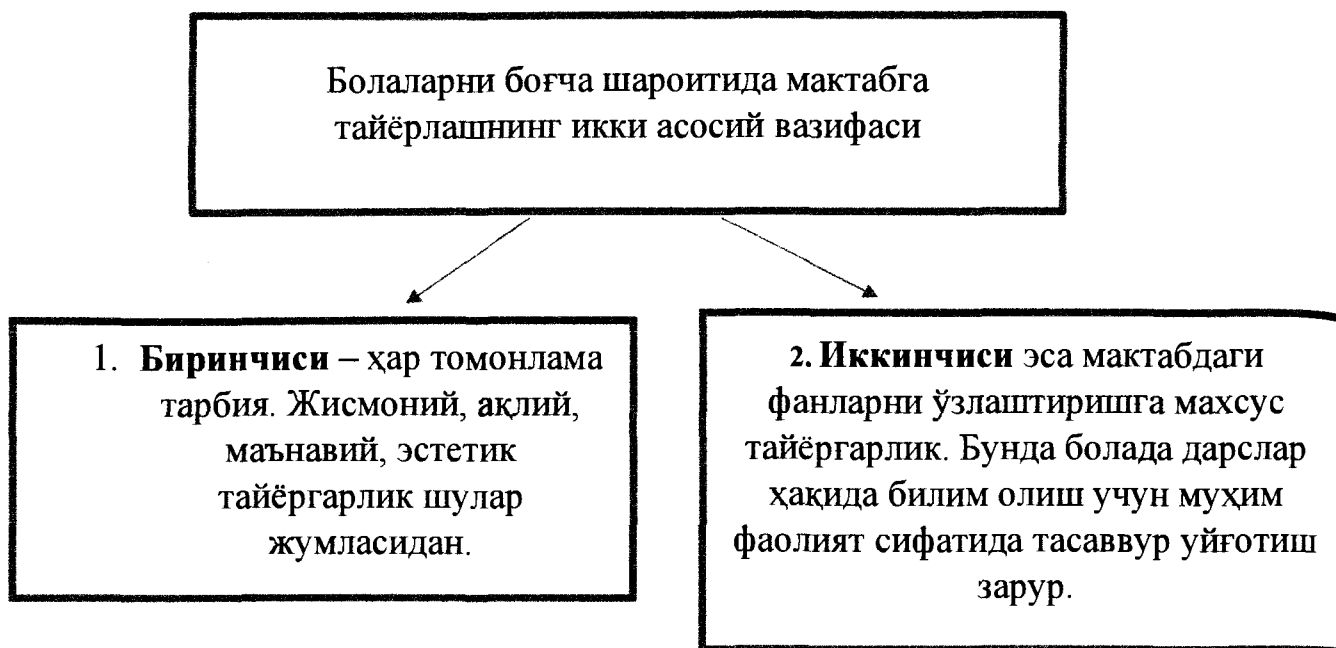 Болаларни боғча шароитида мактабга
тайёрлашнинг икки асосий вазифаси
1. Биринчиси – ҳар томонлама
тарбия. Жисмоний, ақлий,
маънавий, эстетик
тайёргарлик шулар
жумласидан.
2. Иккинчиси эса мактабдаги
фанларни ўзлаштиришга махсус
тайёргарлик. Бунда болада дарслар
ҳақида билим олиш учун муҳим
фаолият сифатида тасаввур уйғотиш
зарур.